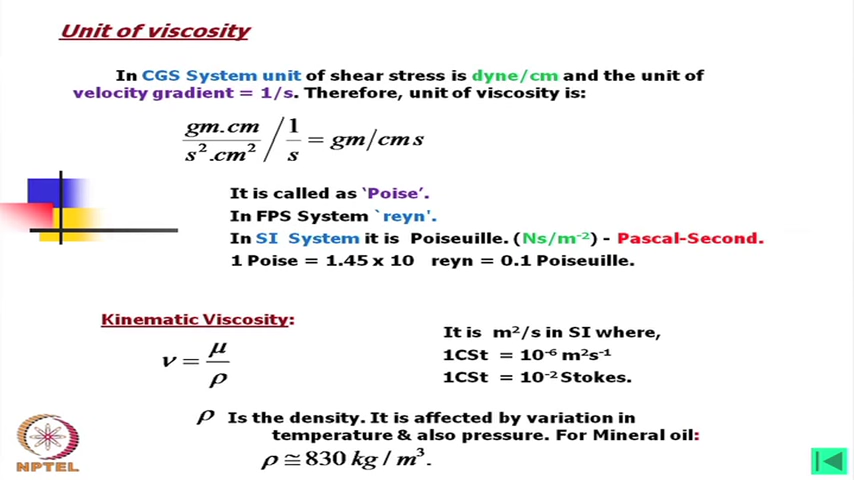 Unit of viscosity
In CGS System unit of shear stress is dyne/cm and the unit of
velocity gradient = 1/s. Therefore, unit of viscosity is:
gm.cm / s².cm² / 1/s = gm/cm s
It is called as ‘Poise’.
In FPS System `reyn'.
In SI System it is Poiseuille. (Ns/m⁻²) - Pascal-Second.
1 Poise = 1.45 x 10 reyn = 0.1 Poiseuille.
Kinematic Viscosity:
ν = μ / ρ
It is m²/s in SI where,
1CSt = 10⁻⁶ m²s⁻¹
1CSt = 10⁻² Stokes.
ρ Is the density. It is affected by variation in
temperature & also pressure. For Mineral oil:
ρ ≅ 830 kg / m³.
NPTEL